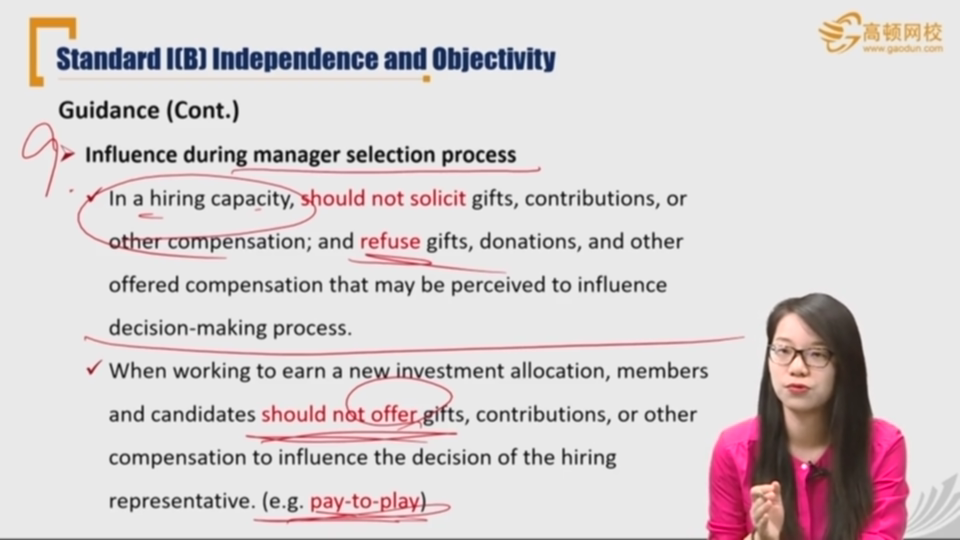 高顿网校
www.gaodun.com
Standard I(B) Independence and Objectivity
Guidance (Cont.)
9.
➤ Influence during manager selection process
✓ In a hiring capacity, should not solicit gifts, contributions, or
other compensation; and refuse gifts, donations, and other
offered compensation that may be perceived to influence
decision-making process.
✓ When working to earn a new investment allocation, members
and candidates should not offer gifts, contributions, or other
compensation to influence the decision of the hiring
representative. (e.g. pay-to-play)